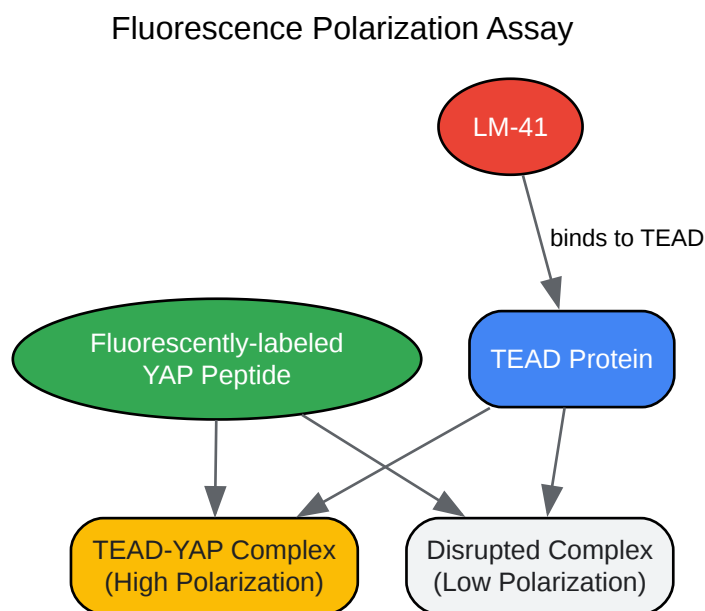 Fluorescence Polarization Assay
LM-41
binds to TEAD
Fluorescently-labeled
YAP Peptide
TEAD Protein
TEAD-YAP Complex
(High Polarization)
Disrupted Complex
(Low Polarization)